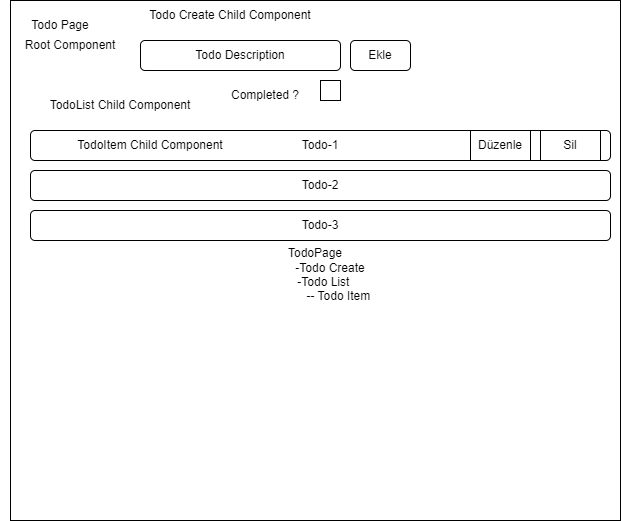 Todo Create Child Component
Todo Page
Root Component
Todo Description
Ekle
Completed ?
TodoList Child Component
TodoItem Child Component
Todo-1
Düzenle
Sil
Todo-2
Todo-3
TodoPage
-Todo Create
-Todo List
-- Todo Item